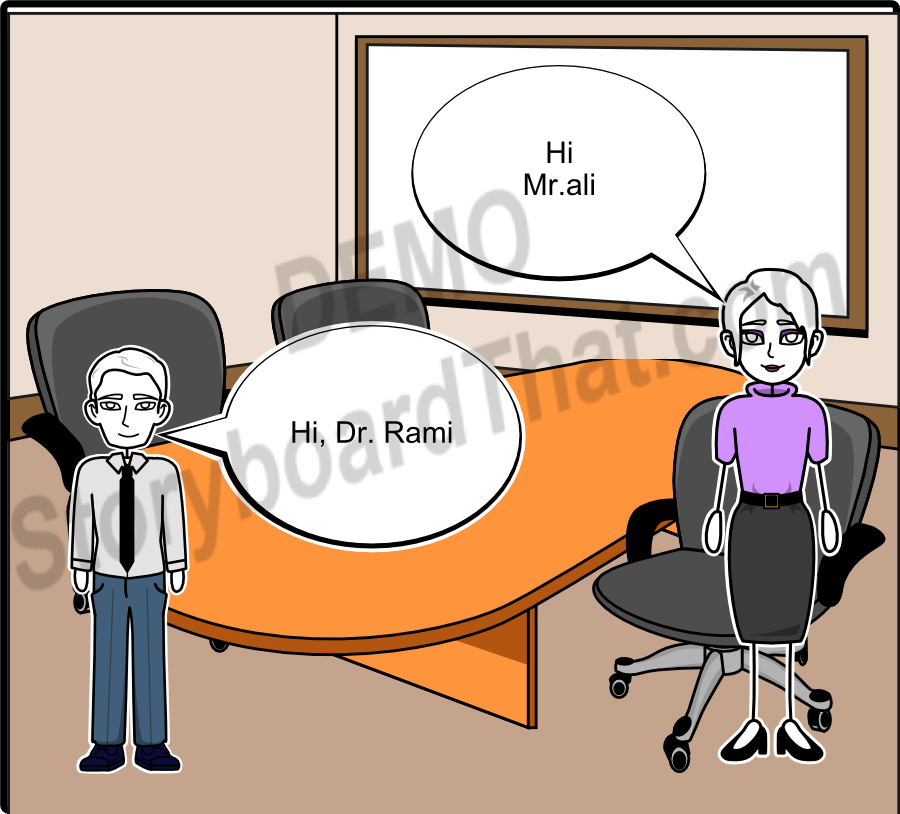 Hi
Mr.ali
Hi, Dr. Rami
DEMO
StoryboardThat.com